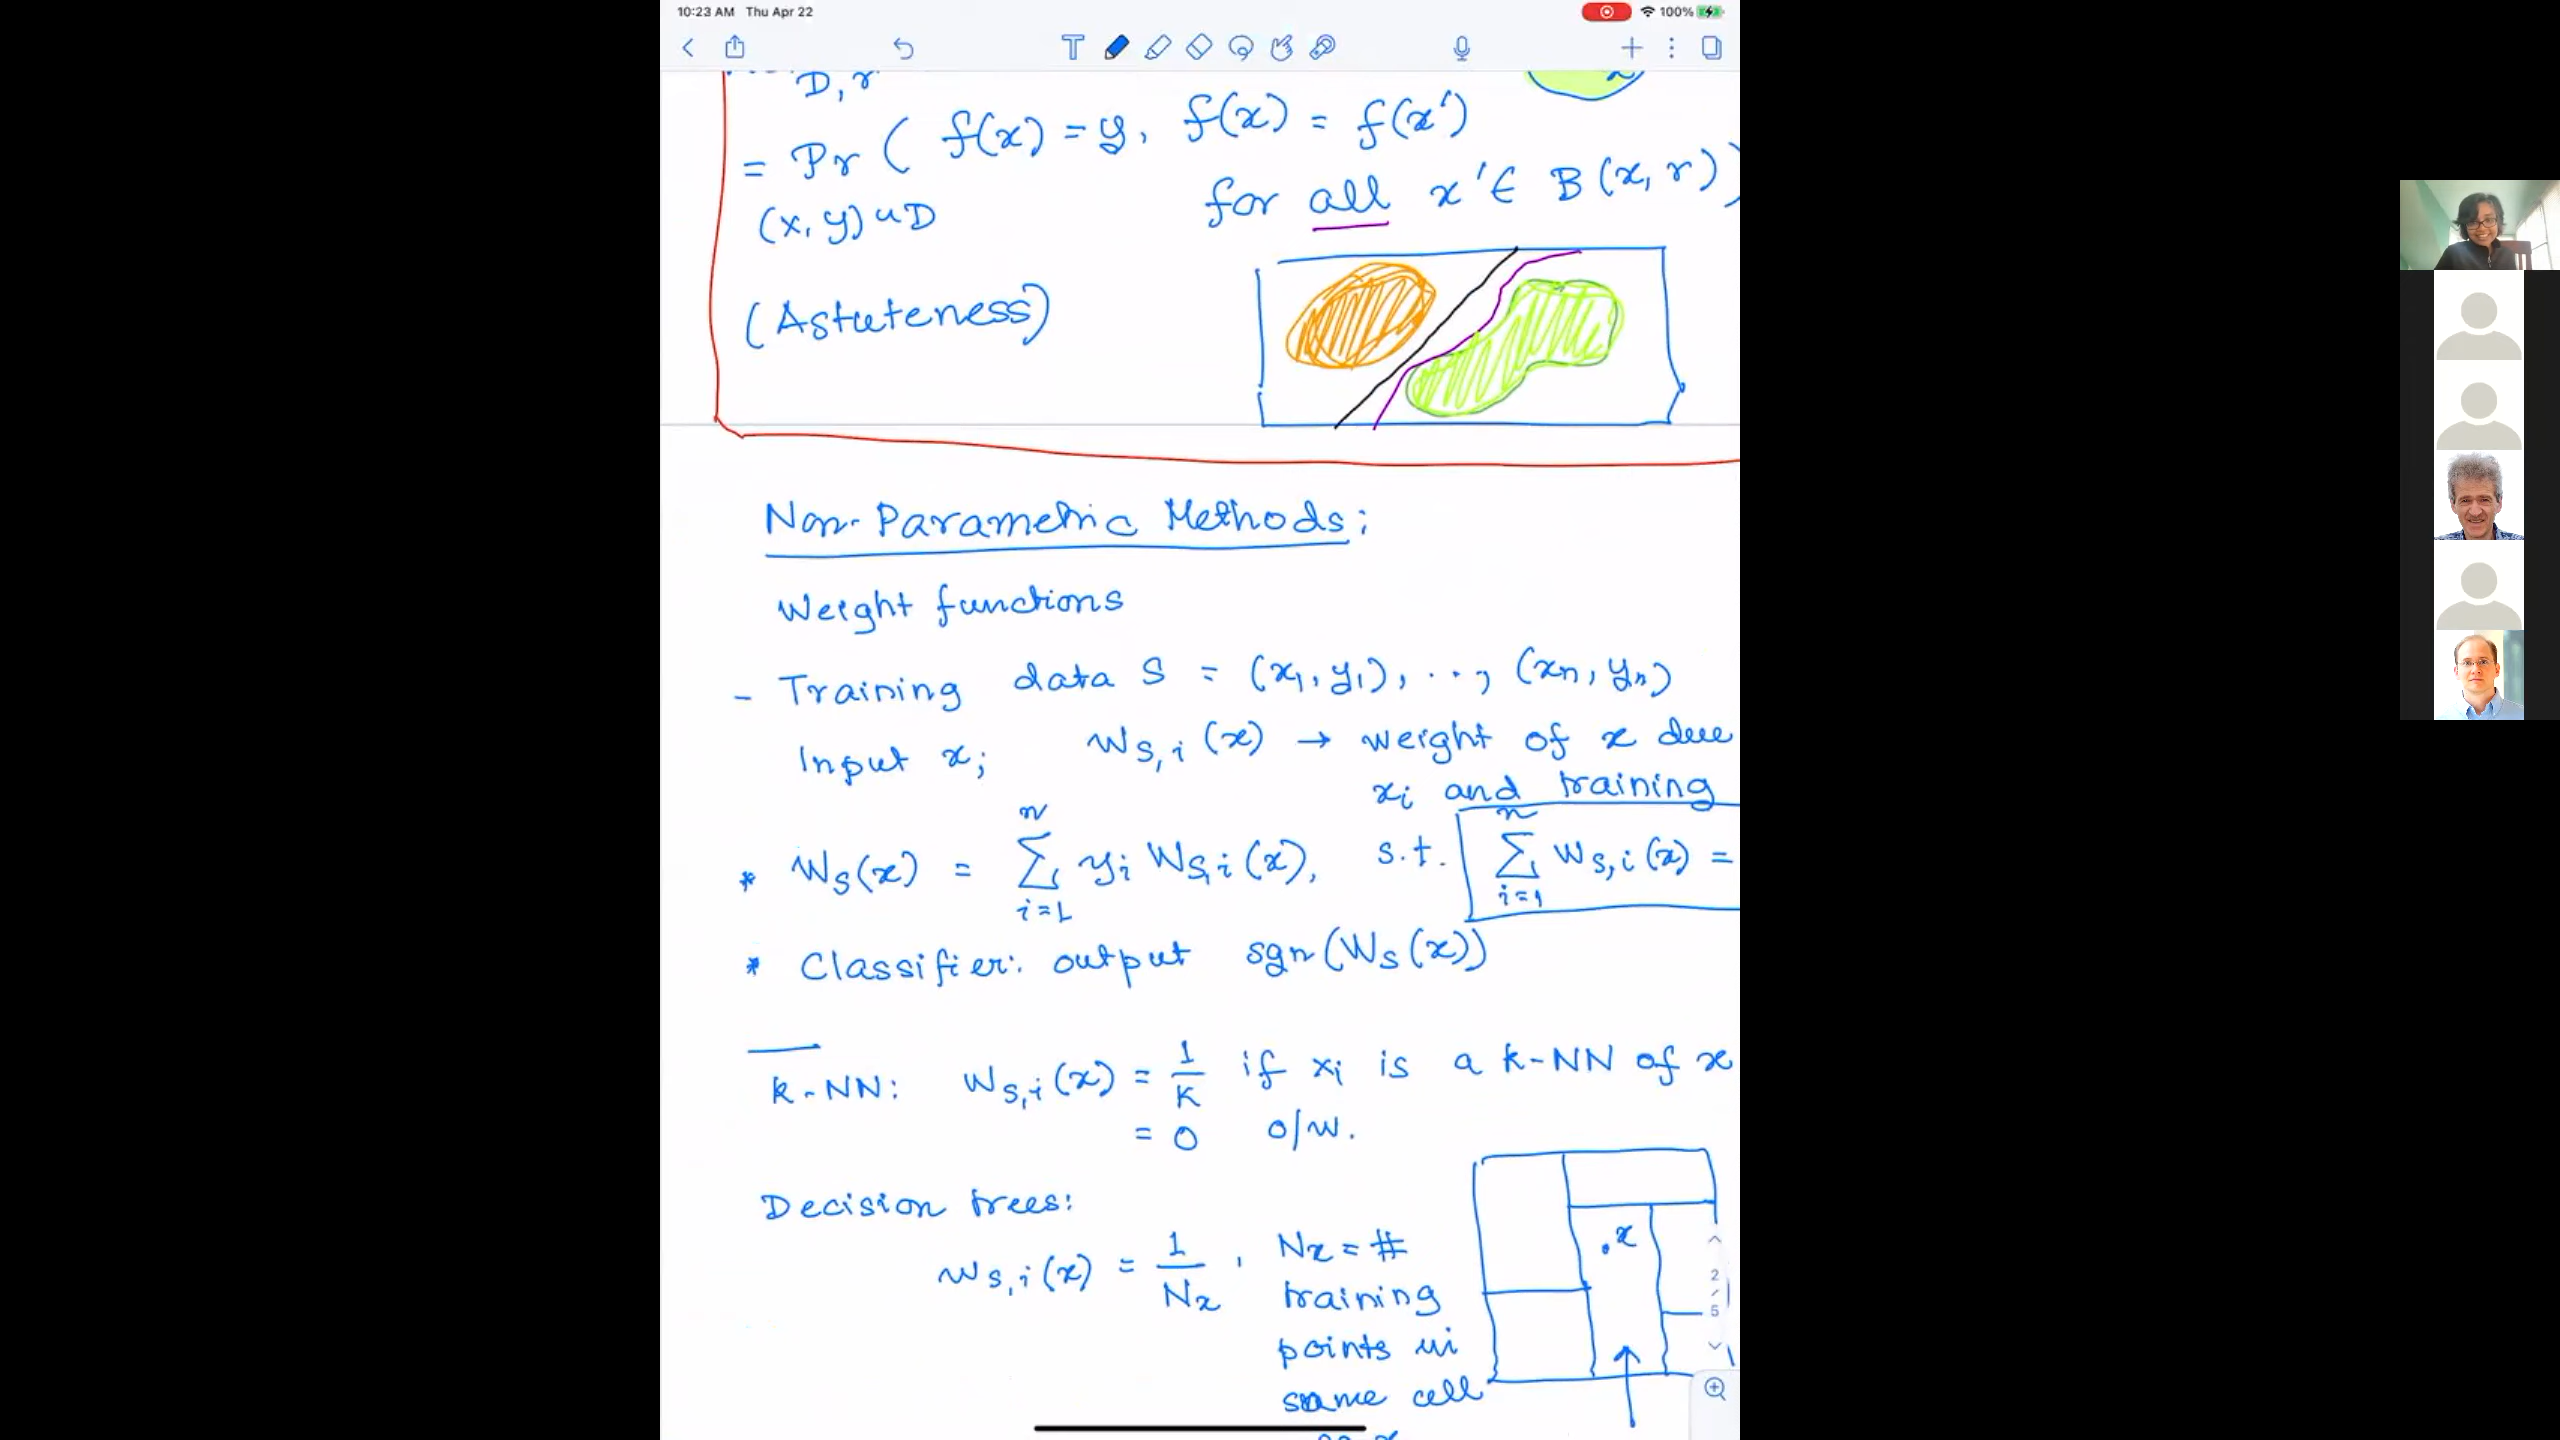 10:23 AM Thu Apr 22
100%
D, r
= Pr ( f(x) = y, f(x) = f(x')
(x, y) ~ D
for all x' ∈ B(x, r))
(Astuteness)
Non-Parametric Methods:
Weight functions
- Training data S = (x1, y1), ..., (xn, yn)
Input x; WS,i (x) → weight of x due
xi and training
* WS(x) = n ∑ i=1 yi WS,i(x), s.t. n ∑ i=1 WS,i(x) =
* Classifier: output sgn(WS(x))
k-NN: WS,i(x) = 1/K if xi is a k-NN of x
= 0 o/w.
Decision trees:
WS,i(x) = 1/Nx , Nx = #
training
points in
same cell
.x
2/5